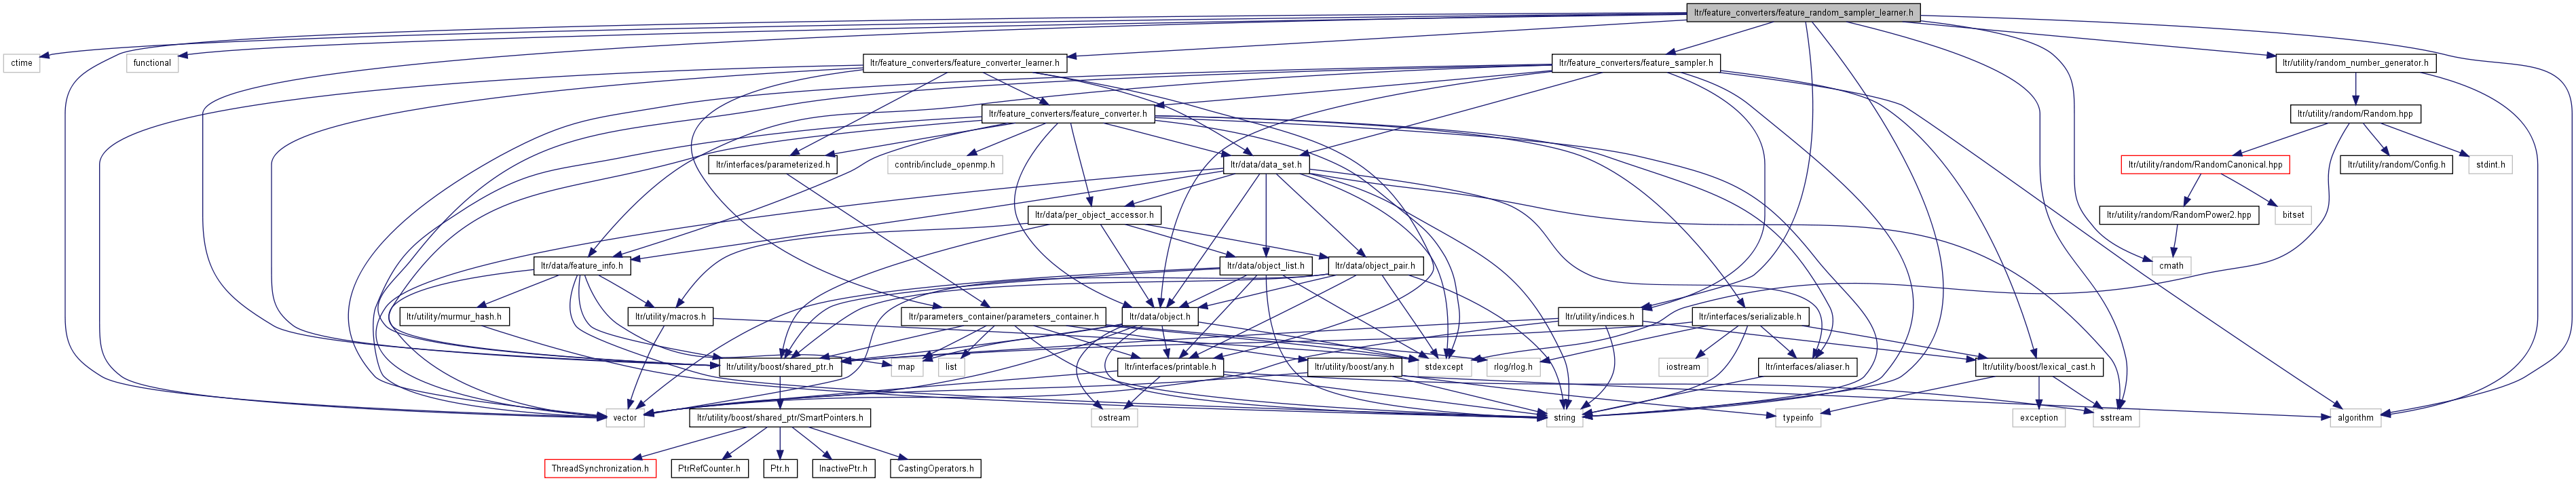 ltr/feature_converters/feature_random_sampler_learner.h
ctime
functional
ltr/feature_converters/feature_converter_learner.h
ltr/feature_converters/feature_sampler.h
ltr/utility/random_number_generator.h
ltr/feature_converters/feature_converter.h
ltr/utility/random/Random.hpp
ltr/interfaces/parameterized.h
contrib/include_openmp.h
ltr/data/data_set.h
ltr/utility/random/RandomCanonical.hpp
ltr/utility/random/Config.h
stdint.h
ltr/data/per_object_accessor.h
ltr/utility/random/RandomPower2.hpp
bitset
ltr/data/feature_info.h
ltr/data/object_list.h
ltr/data/object_pair.h
cmath
ltr/utility/murmur_hash.h
ltr/utility/macros.h
ltr/parameters_container/parameters_container.h
ltr/data/object.h
ltr/utility/indices.h
ltr/interfaces/serializable.h
ltr/utility/boost/shared_ptr.h
map
list
ltr/interfaces/printable.h
ltr/utility/boost/any.h
stdexcept
rlog/rlog.h
iostream
ltr/interfaces/aliaser.h
ltr/utility/boost/lexical_cast.h
vector
ltr/utility/boost/shared_ptr/SmartPointers.h
ostream
string
typeinfo
exception
sstream
algorithm
ThreadSynchronization.h
PtrRefCounter.h
Ptr.h
InactivePtr.h
CastingOperators.h